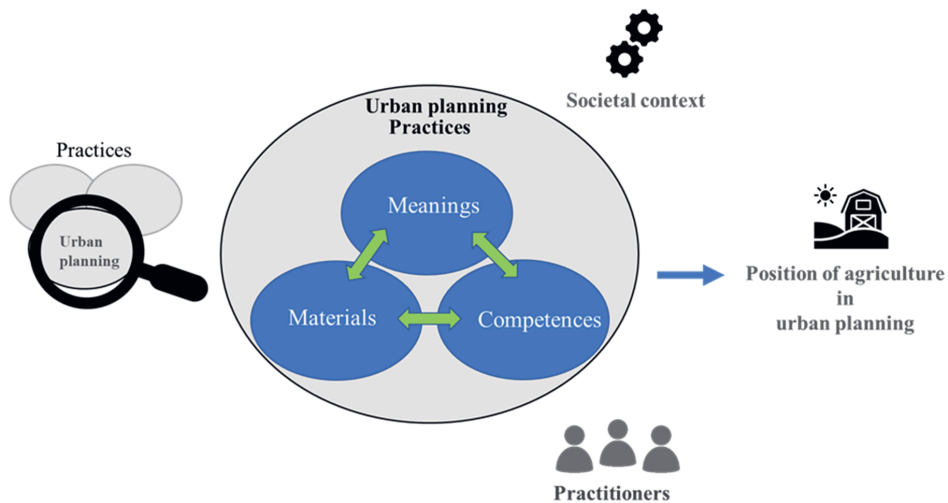 Practices
Urban
planning
Urban planning
Practices
Meanings
Materials
Competences
Societal context
Position of agriculture
in
urban planning
Practitioners